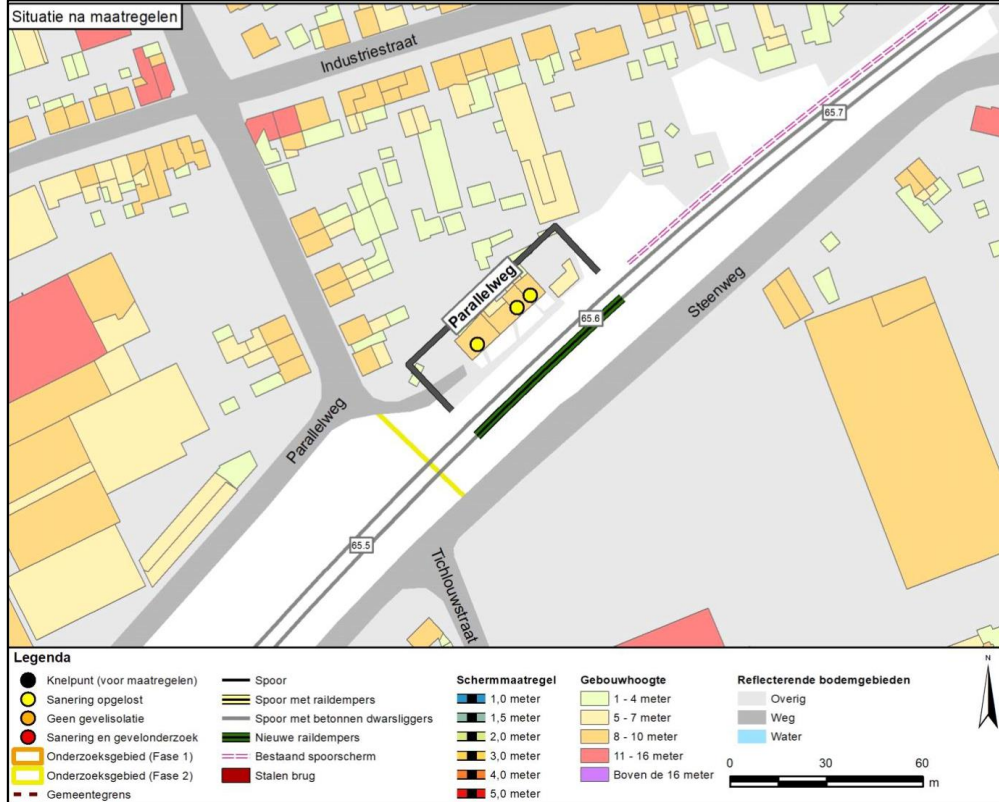 Situatie na maatregelen
Industriestraat
65.7
Parallelweg
Steenweg
65.6
Parallelweg
65.5
Tichlouwstraat
Legenda
Knelpunt (voor maatregelen)
Sanering opgelost
Geen gevelisolatie
Sanering en gevelonderzoek
Onderzoeksgebied (Fase 1)
Onderzoeksgebied (Fase 2)
Gemeentegrens
Spoor
Spoor met raildempers
Spoor met betonnen dwarsliggers
Nieuwe raildempers
Bestaand spoorscherm
Stalen brug
Schermmaatregel
1,0 meter
1,5 meter
2,0 meter
3,0 meter
4,0 meter
5,0 meter
Gebouwhoogte
1 - 4 meter
5 - 7 meter
8 - 10 meter
11 - 16 meter
Boven de 16 meter
Reflecterende bodemgebieden
Overig
Weg
Water
N
0 30 60
m